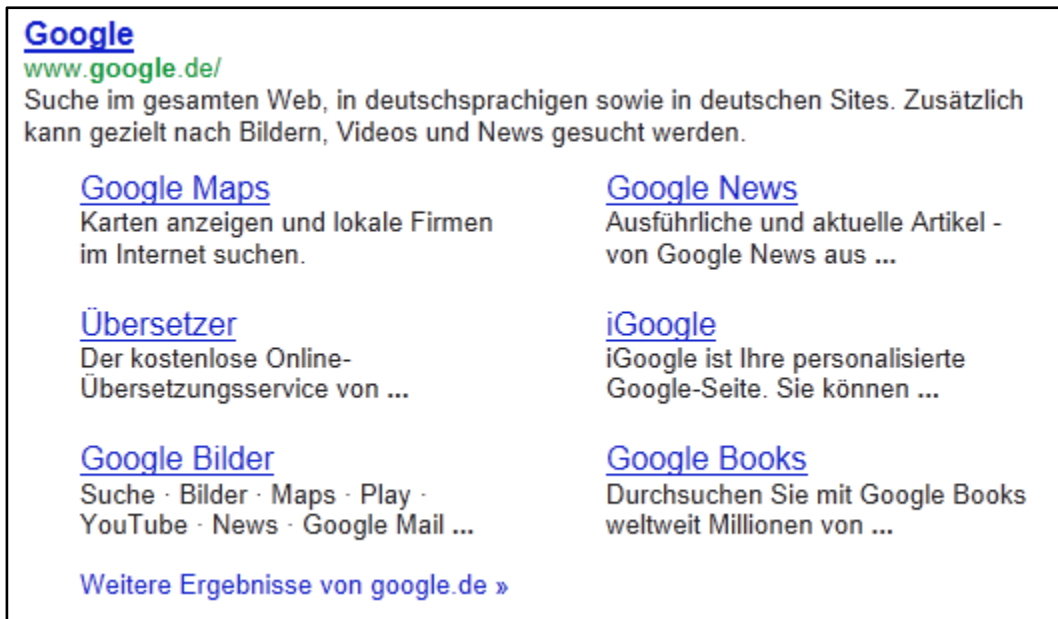 Google
www.google.de/
Suche im gesamten Web, in deutschsprachigen sowie in deutschen Sites. Zusätzlich
kann gezielt nach Bildern, Videos und News gesucht werden.
Google Maps
Karten anzeigen und lokale Firmen
im Internet suchen.
Google News
Ausführliche und aktuelle Artikel -
von Google News aus ...
Übersetzer
Der kostenlose Online-
Übersetzungsservice von ...
iGoogle
iGoogle ist Ihre personalisierte
Google-Seite. Sie können ...
Google Bilder
Suche · Bilder · Maps · Play ·
YouTube · News · Google Mail ...
Google Books
Durchsuchen Sie mit Google Books
weltweit Millionen von ...
Weitere Ergebnisse von google.de »